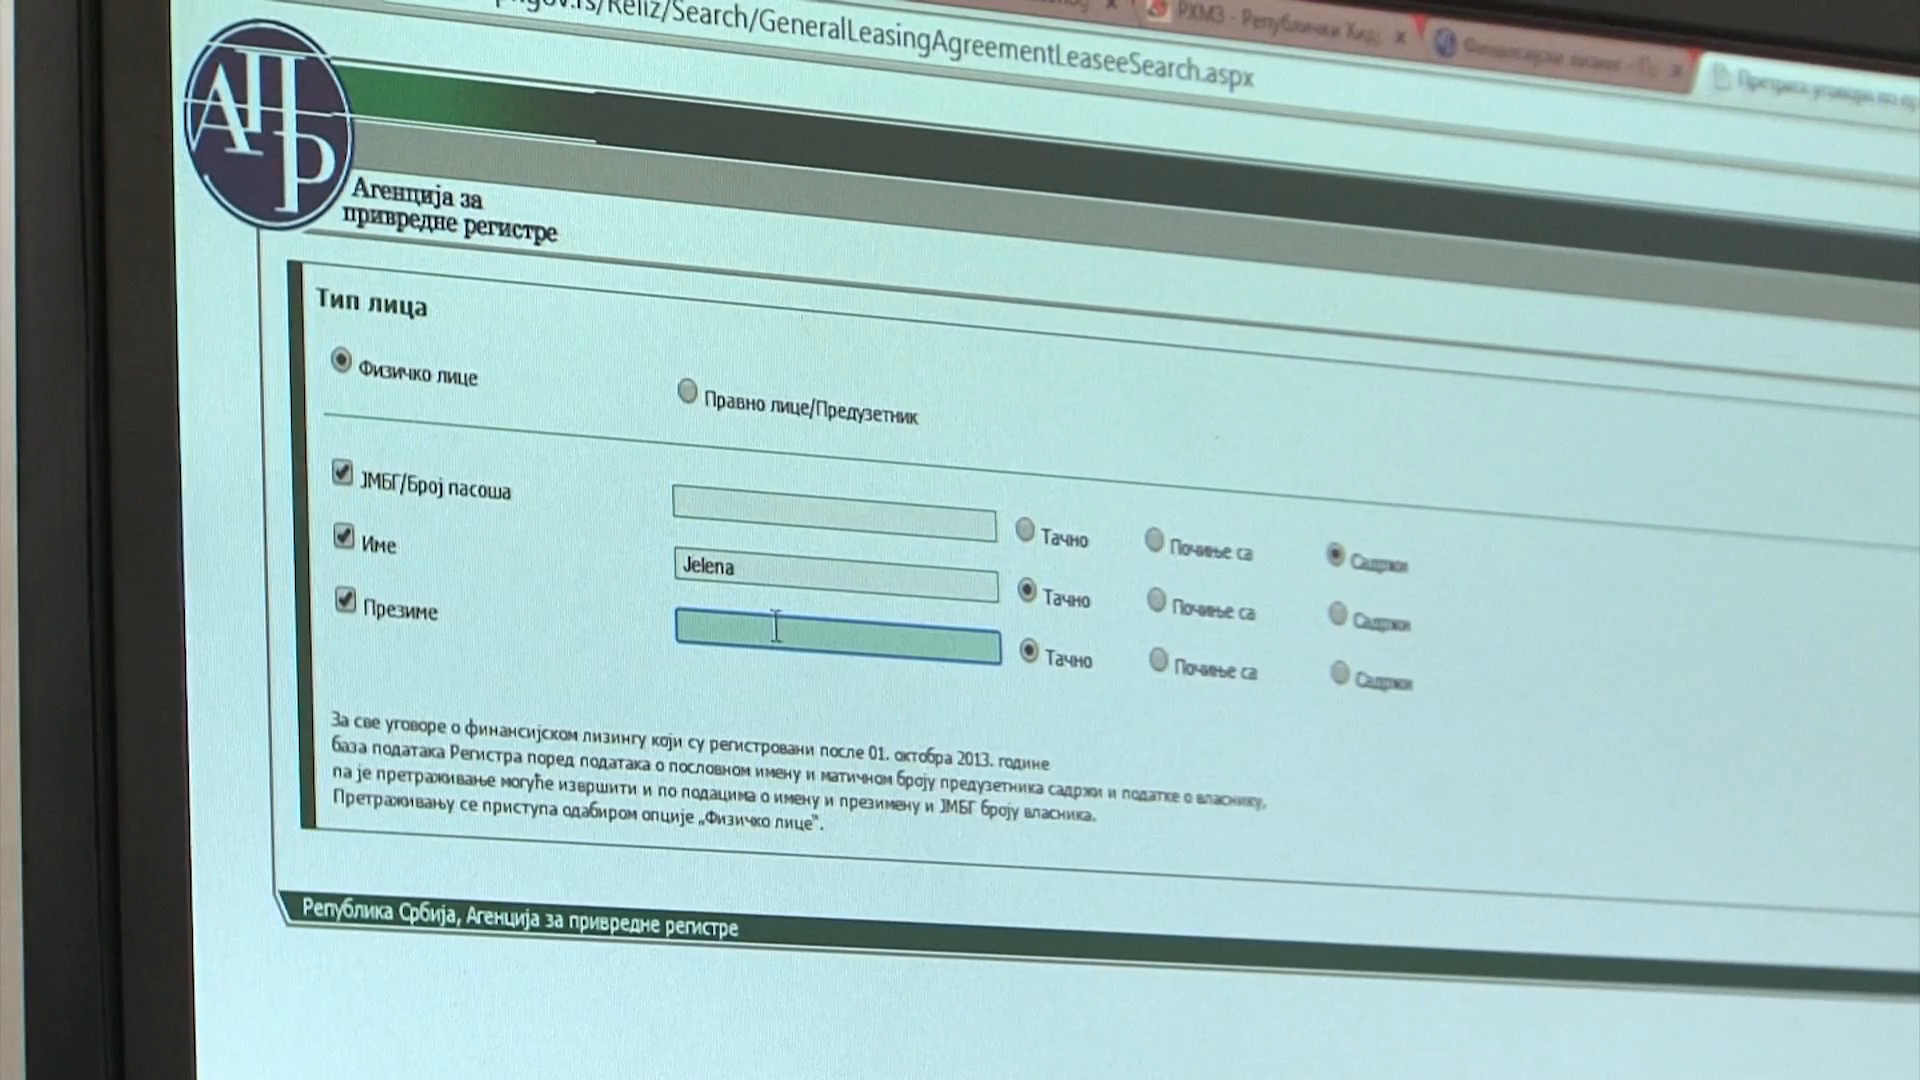 gov.rs/Reliz/Search/GeneralLeasingAgreementLeaseeSearch.aspx
РХМЗ - Републички Хид
АПР
Агенција за
привредне регистре
Тип лица
Физичко лице
Правно лице/Предузетник
ЈМБГ/Број пасоша
Тачно
Почиње са
Садржи
Име
Jelena
Тачно
Почиње са
Садржи
Презиме
Тачно
Почиње са
Садржи
За све уговоре о финансијском лизингу који су регистровани после 01. октобра 2013. године
база података Регистра поред података о пословном имену и матичном броју предузетника садржи и податке о власнику,
па је претраживање могуће извршити и по подацима о имену и презимену и ЈМБГ броју власника.
Претраживању се приступа одабиром опције „Физичко лице".
Република Србија, Агенција за привредне регистре